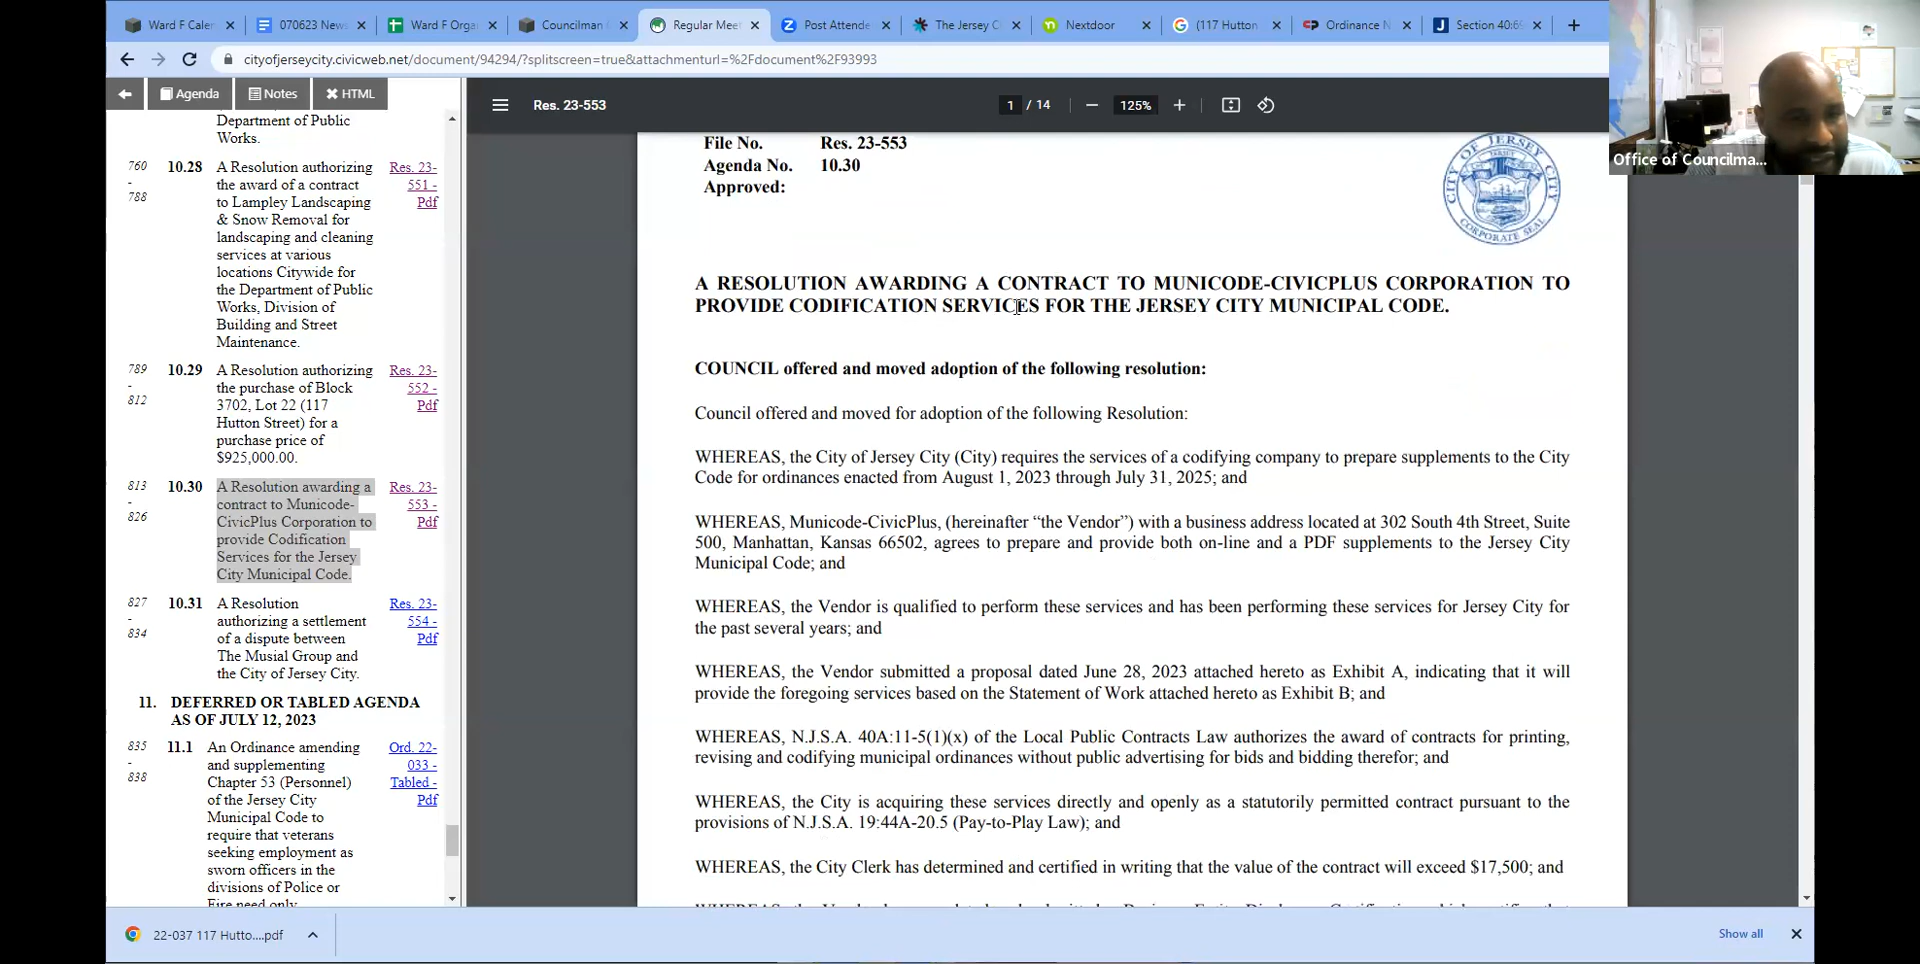 Ward F Caler
070623 News
Ward F Orga
Councilman
Regular Mee
Post Attende
The Jersey C
Nextdoor
(117 Hutton
Ordinance N
Section 40:6
cityofjerseycity.civicweb.net/document/94294/?splitscreen=true&attachmenturl=%2Fdocument%2F93993
Agenda
Notes
HTML
Res. 23-553
1 / 14
125%
Office of Councilma...
Department of Public
Works.
760
-
788
10.28
A Resolution authorizing
the award of a contract
to Lampley Landscaping
& Snow Removal for
landscaping and cleaning
services at various
locations Citywide for
the Department of Public
Works, Division of
Building and Street
Maintenance.
Res. 23-
551 -
Pdf
789
-
812
10.29
A Resolution authorizing
the purchase of Block
3702, Lot 22 (117
Hutton Street) for a
purchase price of
$925,000.00.
Res. 23-
552 -
Pdf
813
-
826
10.30
A Resolution awarding a
contract to Municode-
CivicPlus Corporation to
provide Codification
Services for the Jersey
City Municipal Code.
Res. 23-
553 -
Pdf
827
-
834
10.31
A Resolution
authorizing a settlement
of a dispute between
The Musial Group and
the City of Jersey City.
Res. 23-
554 -
Pdf
11. DEFERRED OR TABLED AGENDA
AS OF JULY 12, 2023
835
-
838
11.1
An Ordinance amending
and supplementing
Chapter 53 (Personnel)
of the Jersey City
Municipal Code to
require that veterans
seeking employment as
sworn officers in the
divisions of Police or
Fire need only
Ord. 22-
033 -
Tabled -
Pdf
File No. Res. 23-553
Agenda No. 10.30
Approved:
CITY OF JERSEY CITY
CORPORATE SEAL
A RESOLUTION AWARDING A CONTRACT TO MUNICODE-CIVICPLUS CORPORATION TO
PROVIDE CODIFICATION SERVICES FOR THE JERSEY CITY MUNICIPAL CODE.
COUNCIL offered and moved adoption of the following resolution:
Council offered and moved for adoption of the following Resolution:
WHEREAS, the City of Jersey City (City) requires the services of a codifying company to prepare supplements to the City
Code for ordinances enacted from August 1, 2023 through July 31, 2025; and
WHEREAS, Municode-CivicPlus, (hereinafter “the Vendor”) with a business address located at 302 South 4th Street, Suite
500, Manhattan, Kansas 66502, agrees to prepare and provide both on-line and a PDF supplements to the Jersey City
Municipal Code; and
WHEREAS, the Vendor is qualified to perform these services and has been performing these services for Jersey City for
the past several years; and
WHEREAS, the Vendor submitted a proposal dated June 28, 2023 attached hereto as Exhibit A, indicating that it will
provide the foregoing services based on the Statement of Work attached hereto as Exhibit B; and
WHEREAS, N.J.S.A. 40A:11-5(1)(x) of the Local Public Contracts Law authorizes the award of contracts for printing,
revising and codifying municipal ordinances without public advertising for bids and bidding therefor; and
WHEREAS, the City is acquiring these services directly and openly as a statutorily permitted contract pursuant to the
provisions of N.J.S.A. 19:44A-20.5 (Pay-to-Play Law); and
WHEREAS, the City Clerk has determined and certified in writing that the value of the contract will exceed $17,500; and
22-037 117 Hutto....pdf
Show all